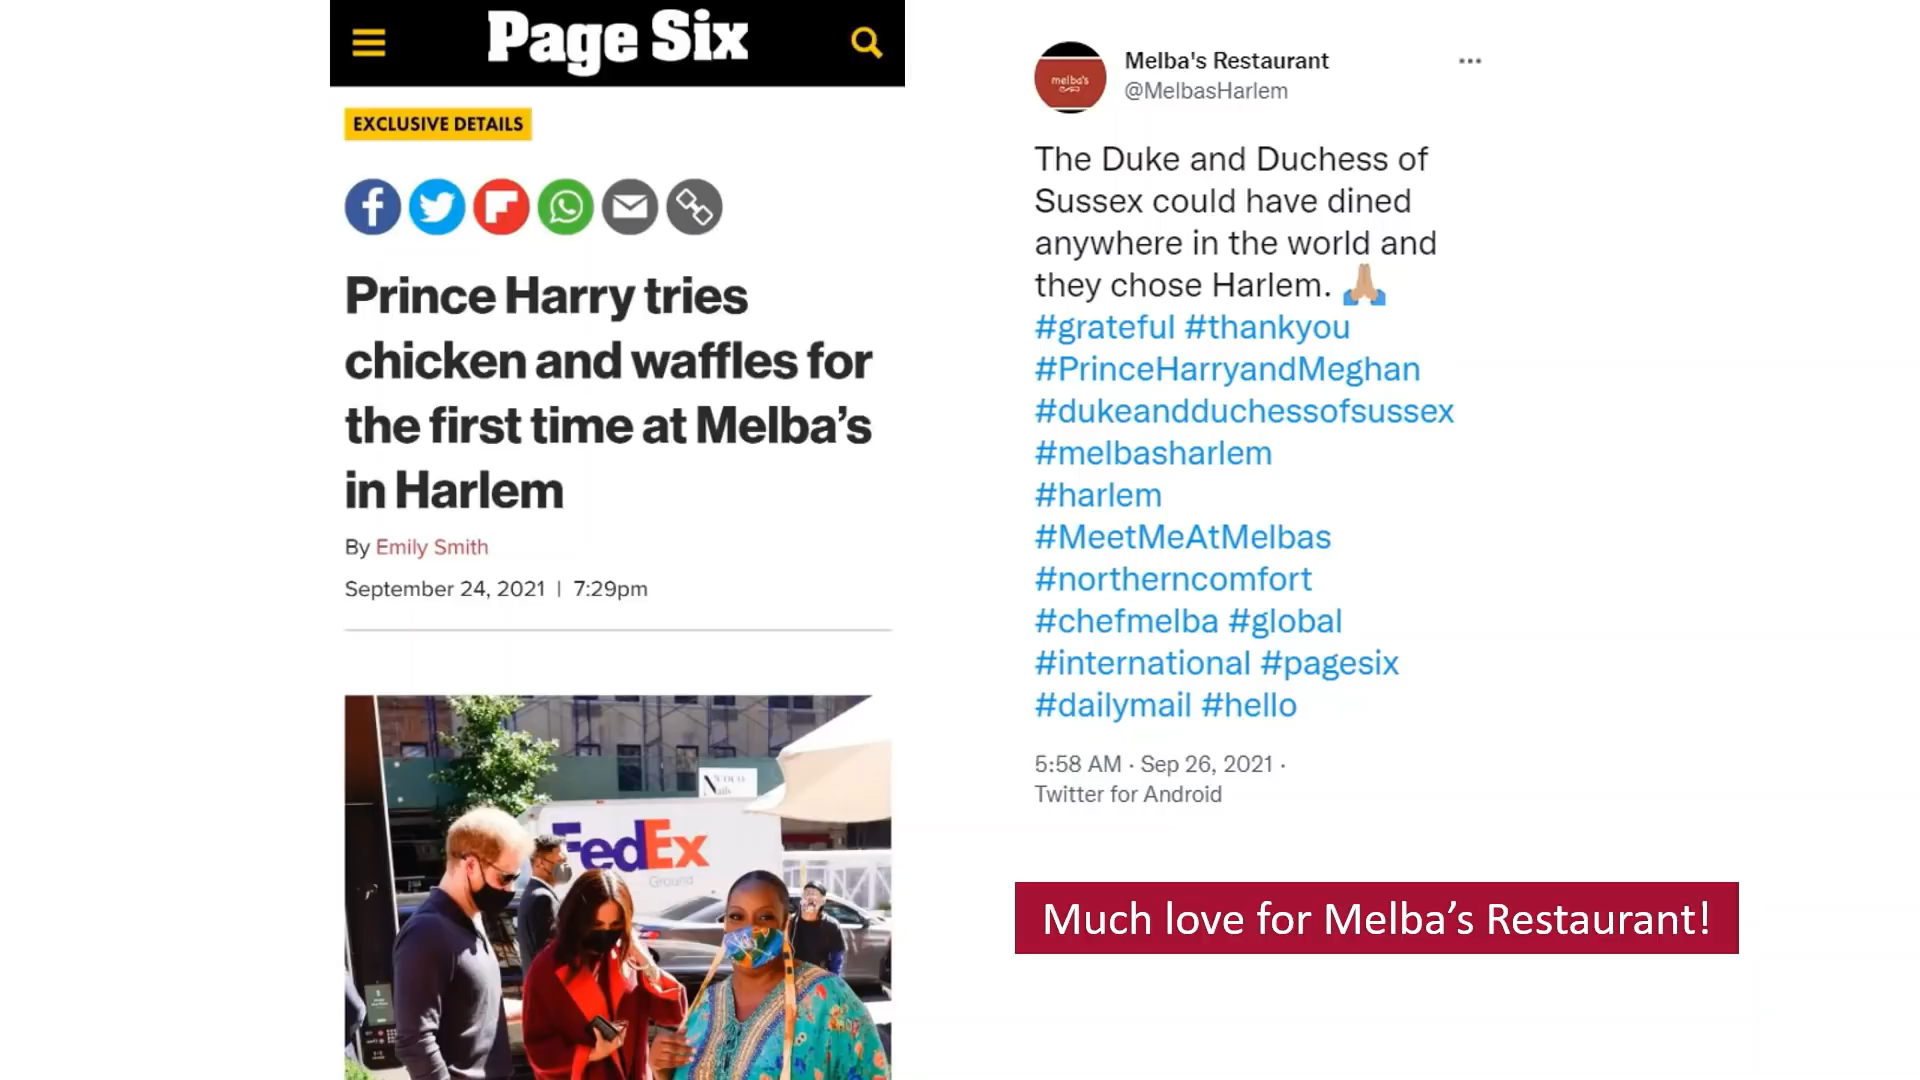 Page Six
EXCLUSIVE DETAILS
Prince Harry tries
chicken and waffles for
the first time at Melba’s
in Harlem
By Emily Smith
September 24, 2021 | 7:29pm
Nails
FedEx
Ground
melba's
Melba's Restaurant
@MelbasHarlem
The Duke and Duchess of
Sussex could have dined
anywhere in the world and
they chose Harlem. 🙏🏼
#grateful #thankyou
#PrinceHarryandMeghan
#dukeandduchessofsussex
#melbasharlem
#harlem
#MeetMeAtMelbas
#northerncomfort
#chefmelba #global
#international #pagesix
#dailymail #hello
5:58 AM · Sep 26, 2021 ·
Twitter for Android
Much love for Melba’s Restaurant!